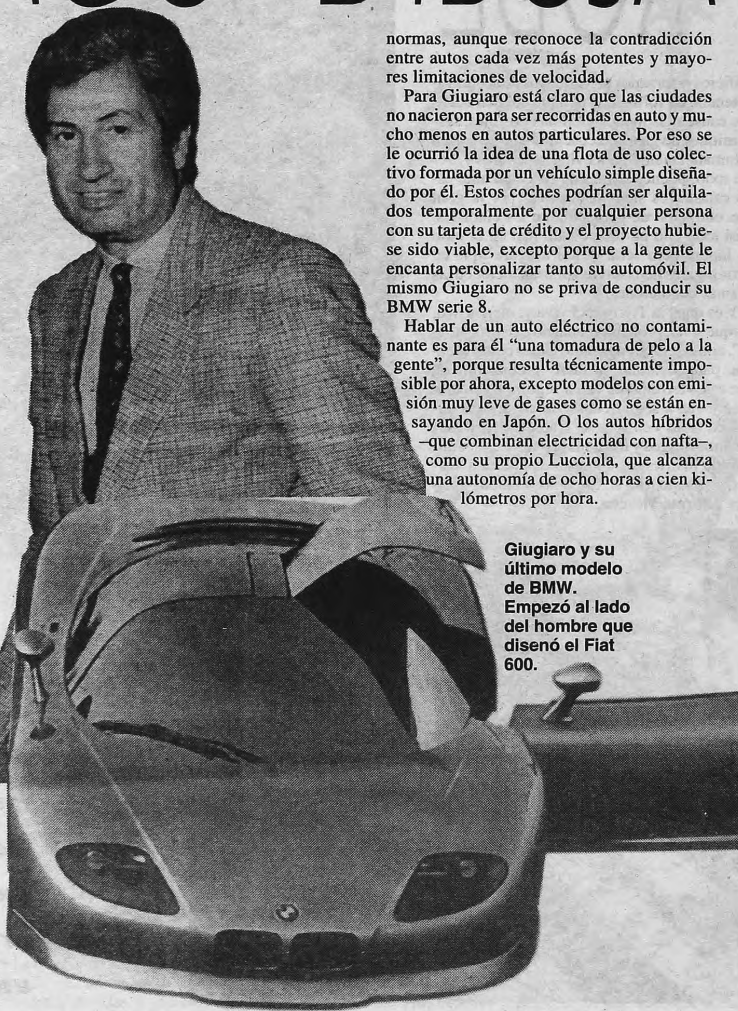 normas, aunque reconoce la contradicción
entre autos cada vez más potentes y mayo-
res limitaciones de velocidad.
Para Giugiaro está claro que las ciudades
no nacieron para ser recorridas en auto y mu-
cho menos en autos particulares. Por eso se
le ocurrió la idea de una flota de uso colec-
tivo formada por un vehículo simple diseña-
do por él. Estos coches podrían ser alquila-
dos temporalmente por cualquier persona
con su tarjeta de crédito y el proyecto hubie-
se sido viable, excepto porque a la gente le
encanta personalizar tanto su automóvil. El
mismo Giugiaro no se priva de conducir su
BMW serie 8.
Hablar de un auto eléctrico no contami-
nante es para él “una tomadura de pelo a la
gente”, porque resulta técnicamente impo-
sible por ahora, excepto modelos con emi-
sión muy leve de gases como se están en-
sayando en Japón. O los autos híbridos
–que combinan electricidad con nafta–,
como su propio Lucciola, que alcanza
una autonomía de ocho horas a cien ki-
lómetros por hora.
Giugiaro y su
último modelo
de BMW.
Empezó al lado
del hombre que
disenó el Fiat
600.